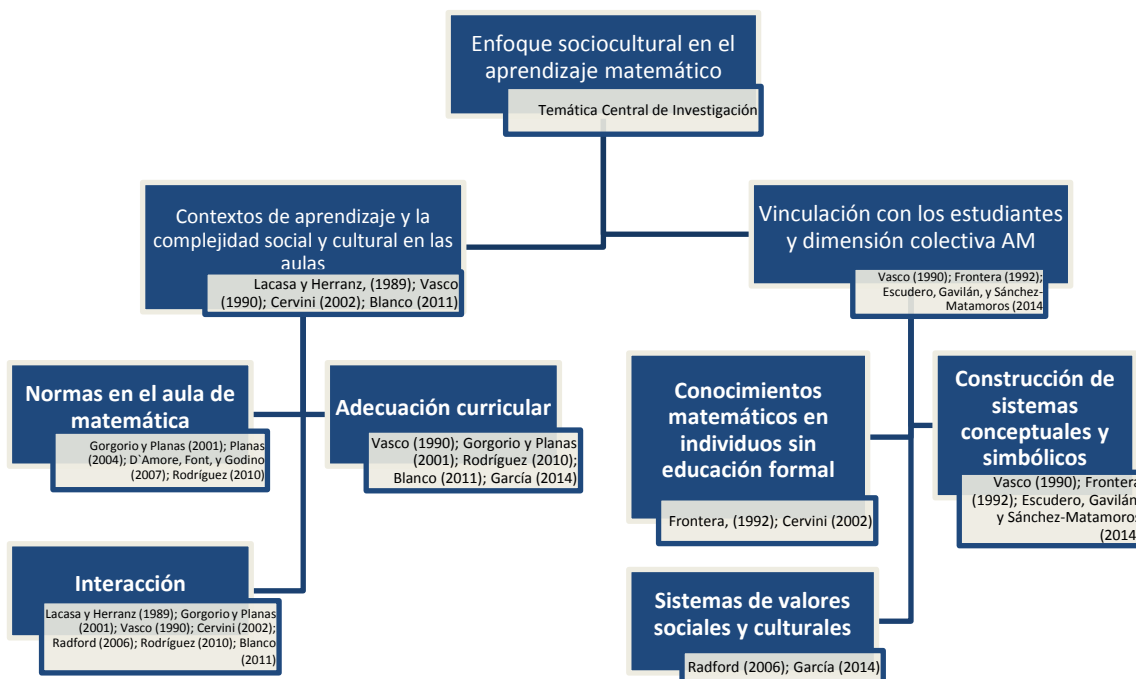 Enfoque sociocultural en el
aprendizaje matemático
Temática Central de Investigación
Contextos de aprendizaje y la
complejidad social y cultural en las
aulas
Lacasa y Herranz, (1989); Vasco
(1990); Cervini (2002); Blanco (2011)
Vinculación con los estudiantes
y dimensión colectiva AM
Vasco (1990); Frontera (1992);
Escudero, Gavilán, y Sánchez-
Matamoros (2014
Normas en el aula de
matemática
Gorgorio y Planas (2001); Planas
(2004); D`Amore, Font, y Godino
(2007); Rodríguez (2010)
Adecuación curricular
Vasco (1990); Gorgorio y Planas
(2001); Rodríguez (2010);
Blanco (2011); García (2014)
Interacción
Lacasa y Herranz (1989); Gorgorio y Planas
(2001); Vasco (1990); Cervini (2002);
Radford (2006); Rodríguez (2010); Blanco
(2011)
Conocimientos
matemáticos en
individuos sin
educación formal
Frontera, (1992); Cervini (2002)
Construcción de
sistemas
conceptuales y
simbólicos
Vasco (1990); Frontera
(1992); Escudero, Gavilán,
y Sánchez-Matamoros
(2014
Sistemas de valores
sociales y culturales
Radford (2006); García (2014)